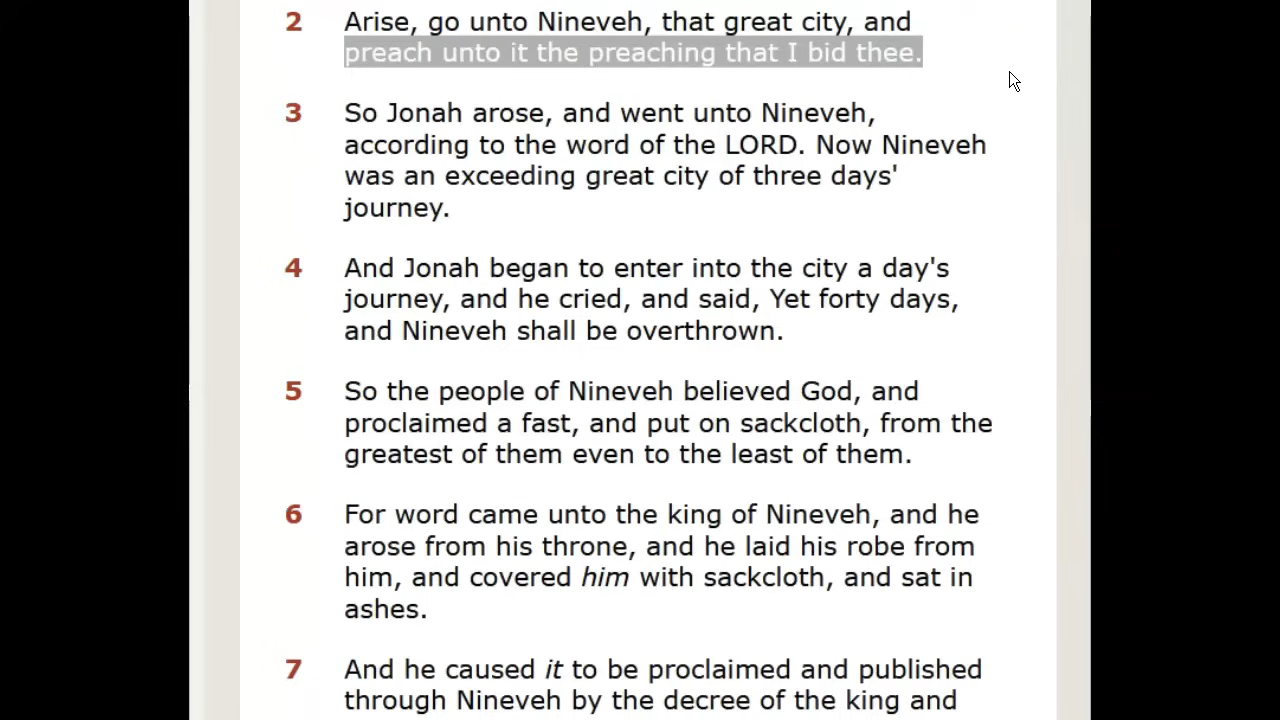 2 Arise, go unto Nineveh, that great city, and
preach unto it the preaching that I bid thee.
3 So Jonah arose, and went unto Nineveh,
according to the word of the LORD. Now Nineveh
was an exceeding great city of three days'
journey.
4 And Jonah began to enter into the city a day's
journey, and he cried, and said, Yet forty days,
and Nineveh shall be overthrown.
5 So the people of Nineveh believed God, and
proclaimed a fast, and put on sackcloth, from the
greatest of them even to the least of them.
6 For word came unto the king of Nineveh, and he
arose from his throne, and he laid his robe from
him, and covered him with sackcloth, and sat in
ashes.
7 And he caused it to be proclaimed and published
through Nineveh by the decree of the king and